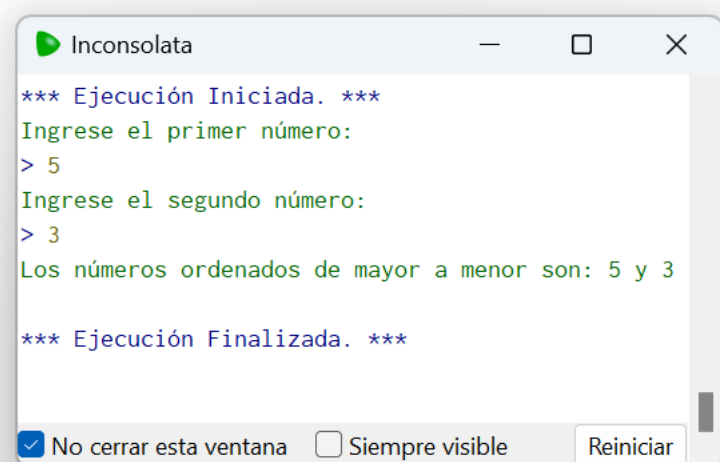 Inconsolata
*** Ejecución Iniciada. ***
Ingrese el primer número:
> 5
Ingrese el segundo número:
> 3
Los números ordenados de mayor a menor son: 5 y 3
*** Ejecución Finalizada. ***
No cerrar esta ventana Siempre visible Reiniciar